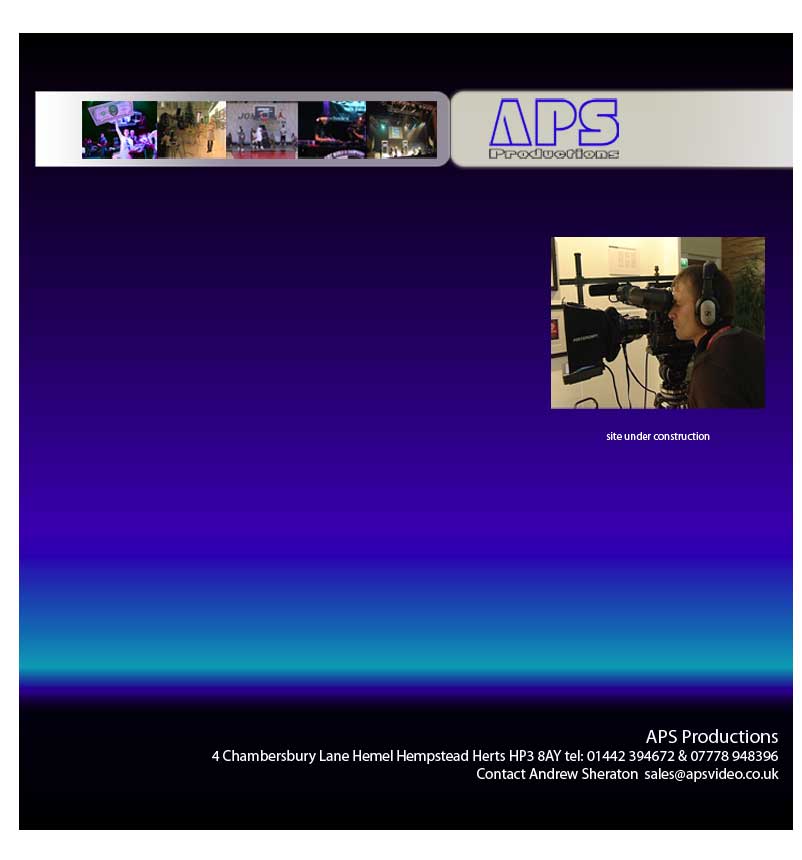 APS
Productions
site under construction
APS Productions
4 Chambersbury Lane Hemel Hempstead Herts HP3 8AY tel: 01442 394672 & 07778 948396
Contact Andrew Sheraton sales@apsvideo.co.uk